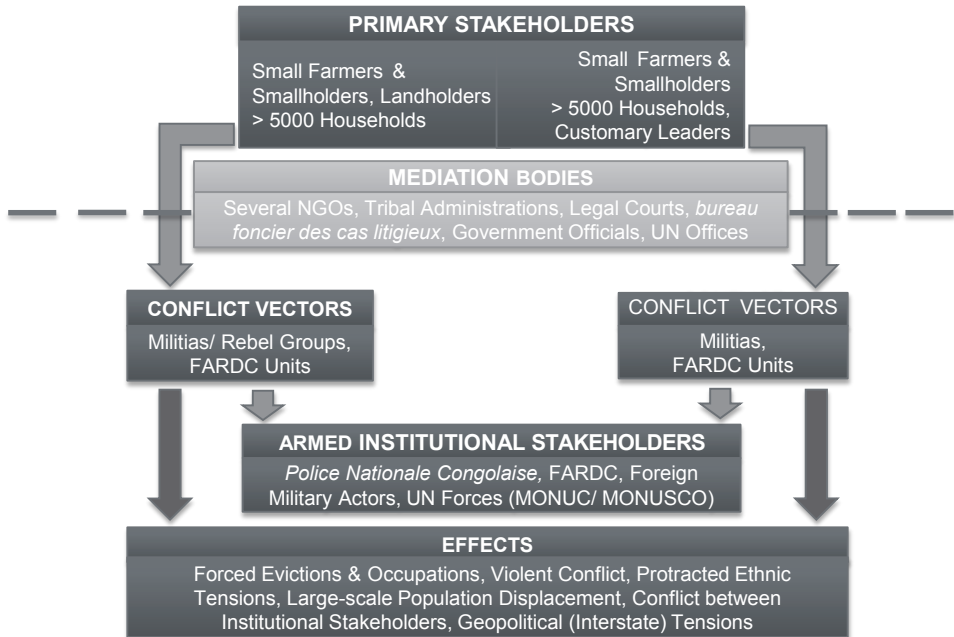 PRIMARY STAKEHOLDERS
Small Farmers &
Smallholders, Landholders
> 5000 Households
Small Farmers &
Smallholders
> 5000 Households,
Customary Leaders
MEDIATION BODIES
Several NGOs, Tribal Administrations, Legal Courts, bureau
foncier des cas litigieux, Government Officials, UN Offices
CONFLICT VECTORS
Militias/ Rebel Groups,
FARDC Units
CONFLICT VECTORS
Militias,
FARDC Units
ARMED INSTITUTIONAL STAKEHOLDERS
Police Nationale Congolaise, FARDC, Foreign
Military Actors, UN Forces (MONUC/ MONUSCO)
EFFECTS
Forced Evictions & Occupations, Violent Conflict, Protracted Ethnic
Tensions, Large-scale Population Displacement, Conflict between
Institutional Stakeholders, Geopolitical (Interstate) Tensions